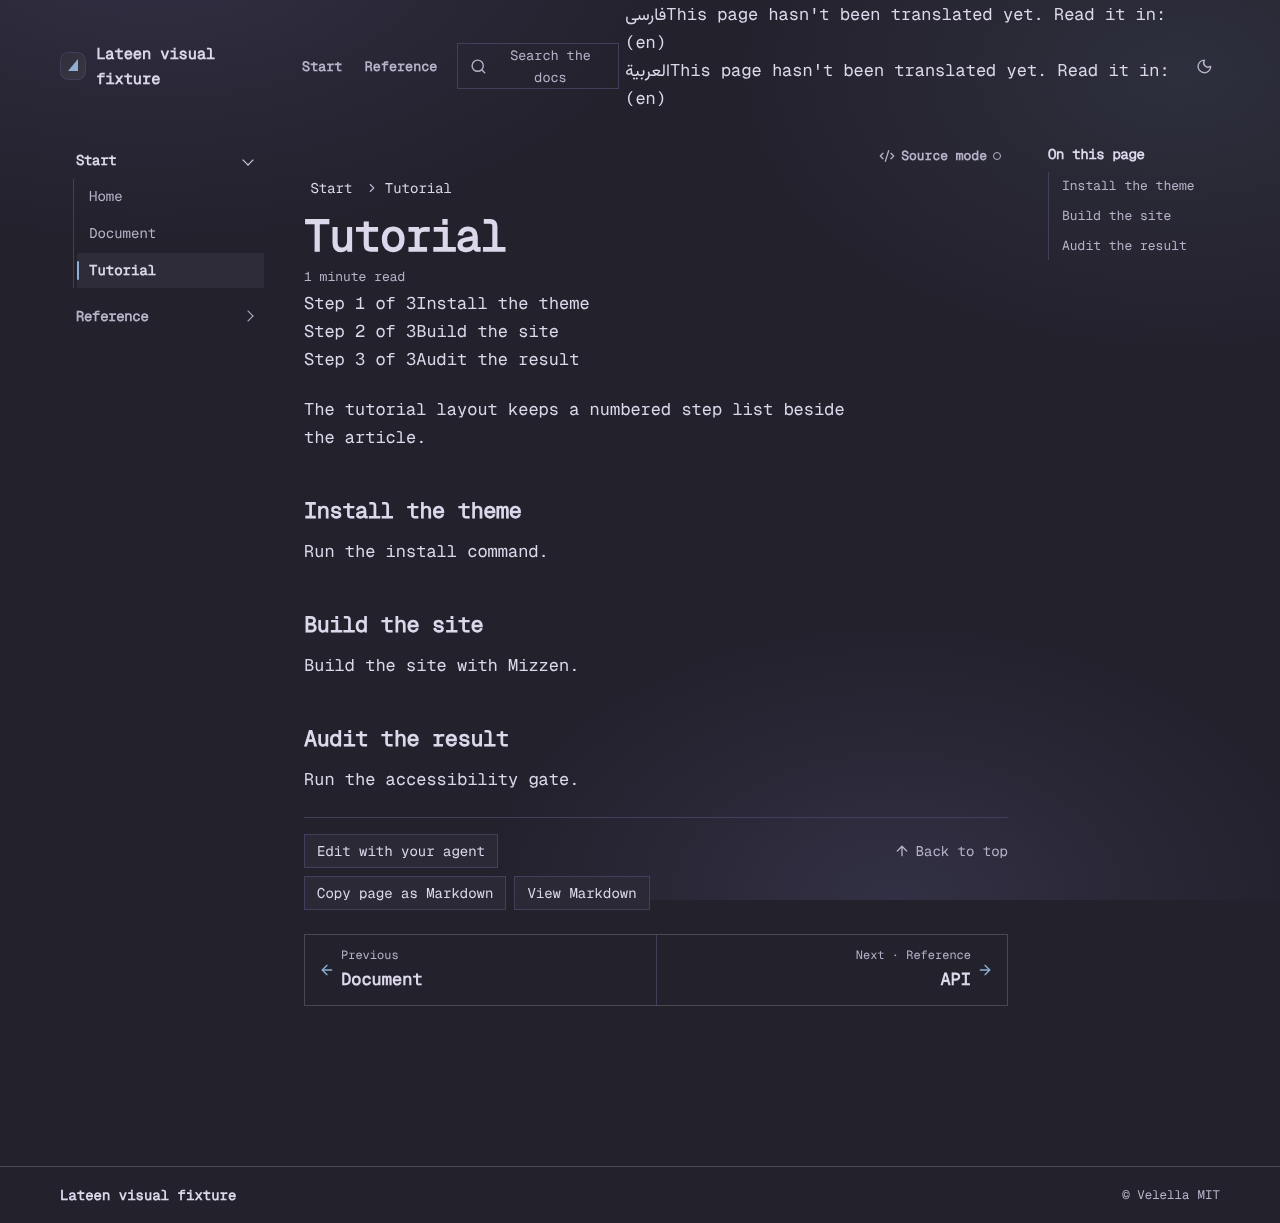 Lateen visual
fixture
Start
Reference
Search the
docs
فارسیThis page hasn't been translated yet. Read it in:
(en)
العربيةThis page hasn't been translated yet. Read it in:
(en)
Start
Home
Document
Tutorial
Reference
Source mode
Start
Tutorial
Tutorial
1 minute read
Step 1 of 3Install the theme
Step 2 of 3Build the site
Step 3 of 3Audit the result
The tutorial layout keeps a numbered step list beside
the article.
Install the theme
Run the install command.
Build the site
Build the site with Mizzen.
Audit the result
Run the accessibility gate.
Edit with your agent
Back to top
Copy page as Markdown
View Markdown
Previous
Document
Next · Reference
API
On this page
Install the theme
Build the site
Audit the result
Lateen visual fixture
© Velella MIT